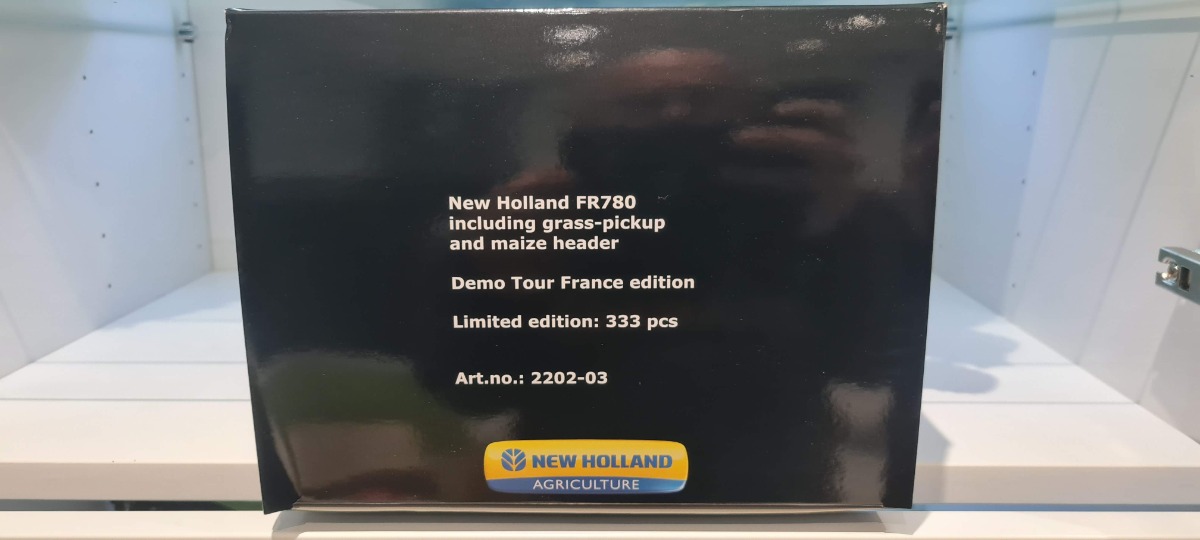 New Holland FR780
including grass-pickup
and maize header
Demo Tour France edition
Limited edition: 333 pcs
Art.no.: 2202-03
NEW HOLLAND
AGRICULTURE